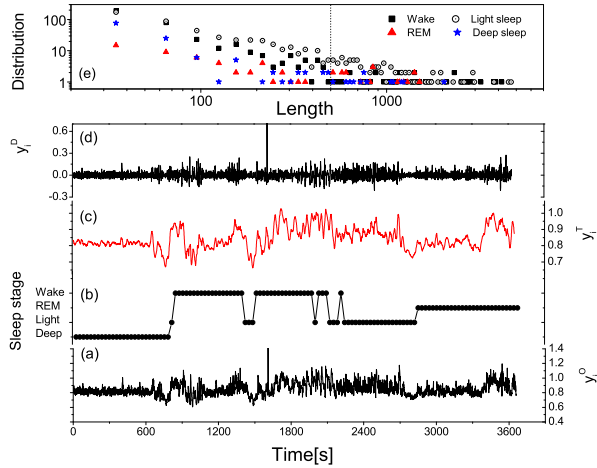 Distribution
100
10
1
(e)
Wake
Light sleep
REM
Deep sleep
100
1000
Length
y_i^D
0.6
0.3
0.0
-0.3
(d)
(c)
1.0
0.9
0.8
0.7
y_i^T
Sleep stage
Wake
REM
Light
Deep
(b)
(a)
1.4
1.2
1.0
0.8
0.6
0.4
y_i^O
0
600
1200
1800
2400
3000
3600
Time[s]